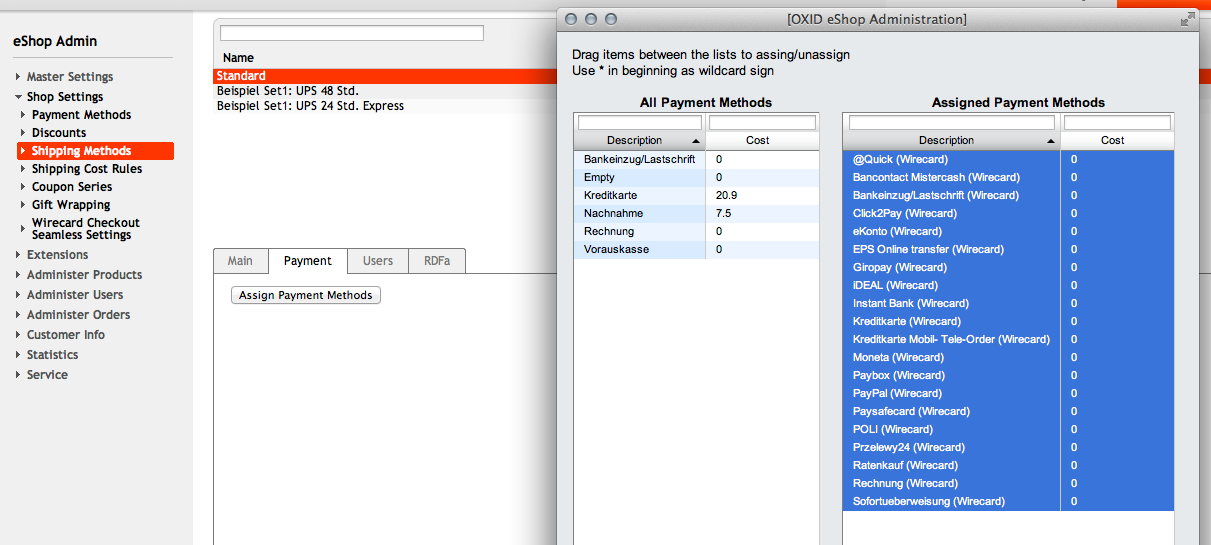 eShop Admin
Master Settings
Shop Settings
Payment Methods
Discounts
Shipping Methods
Shipping Cost Rules
Coupon Series
Gift Wrapping
Wirecard Checkout
Seamless Settings
Extensions
Administer Products
Administer Users
Administer Orders
Customer Info
Statistics
Service
Name
Standard
Beispiel Set1: UPS 48 Std.
Beispiel Set1: UPS 24 Std. Express
Main Payment Users RDFa
Assign Payment Methods
[OXID eShop Administration]
Drag items between the lists to assing/unassign
Use * in beginning as wildcard sign
All Payment Methods
Description Cost
Bankeinzug/Lastschrift 0
Empty 0
Kreditkarte 20.9
Nachnahme 7.5
Rechnung 0
Vorauskasse 0
Assigned Payment Methods
Description Cost
@Quick (Wirecard) 0
Bancontact Mistercash (Wirecard) 0
Bankeinzug/Lastschrift (Wirecard) 0
Click2Pay (Wirecard) 0
eKonto (Wirecard) 0
EPS Online transfer (Wirecard) 0
Giropay (Wirecard) 0
iDEAL (Wirecard) 0
Instant Bank (Wirecard) 0
Kreditkarte (Wirecard) 0
Kreditkarte Mobil- Tele-Order (Wirecard) 0
Moneta (Wirecard) 0
Paybox (Wirecard) 0
PayPal (Wirecard) 0
Paysafecard (Wirecard) 0
POLI (Wirecard) 0
Przelewy24 (Wirecard) 0
Ratenkauf (Wirecard) 0
Rechnung (Wirecard) 0
Sofortueberweisung (Wirecard) 0